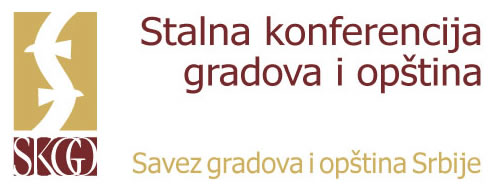 Stalna konferencija
gradova i opština
SKGO
Savez gradova i opština Srbije